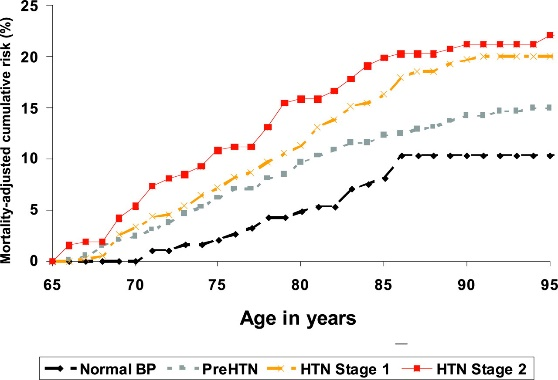 Mortality-adjusted cumulative risk (%)
25
20
15
10
5
0
65 70 75 80 85 90 95
Age in years
Normal BP PreHTN HTN Stage 1 HTN Stage 2